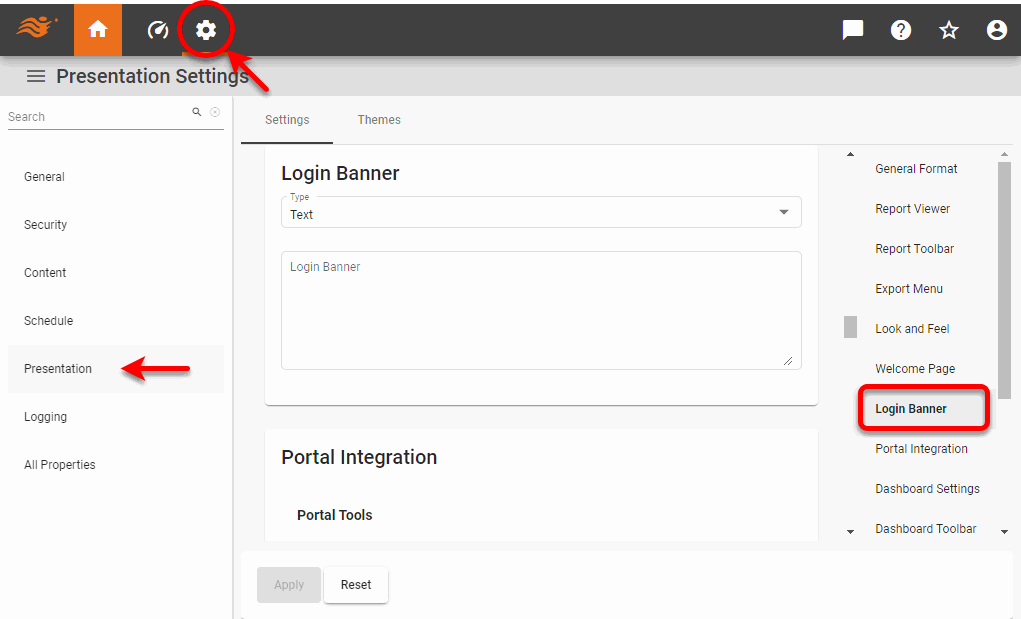 Presentation Settings
Search
General
Security
Content
Schedule
Presentation
Logging
All Properties
Settings
Themes
Login Banner
Type
Text
Login Banner
Portal Integration
Portal Tools
Apply
Reset
General Format
Report Viewer
Report Toolbar
Export Menu
Look and Feel
Welcome Page
Login Banner
Portal Integration
Dashboard Settings
Dashboard Toolbar